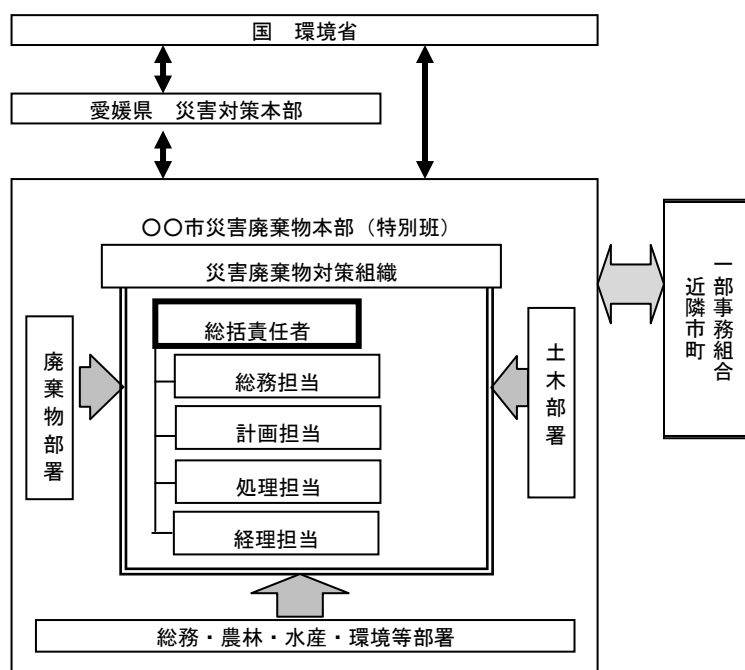 国　環境省
愛媛県　災害対策本部
〇〇市災害廃棄物本部（特別班）
災害廃棄物対策組織
総括責任者
総務担当
計画担当
処理担当
経理担当
廃棄物部署
土木部署
総務・農林・水産・環境等部署
一部事務組合
近隣市町